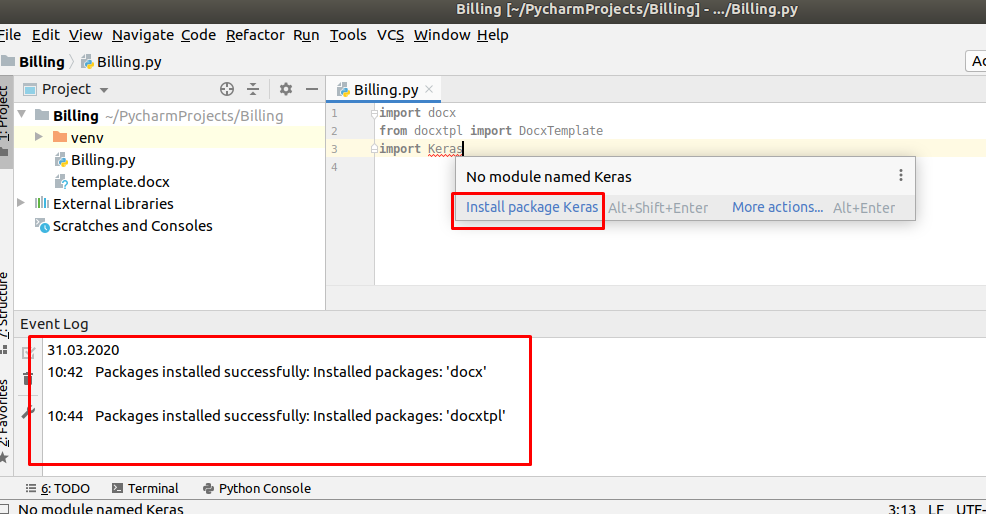 Billing [~/PycharmProjects/Billing] - .../Billing.py
File Edit View Navigate Code Refactor Run Tools VCS Window Help
Billing Billing.py
1: Project
Project
Billing.py
Billing ~/PycharmProjects/Billing
venv
Billing.py
template.docx
External Libraries
Scratches and Consoles
1 import docx
2 from docxtpl import DocxTemplate
3 import Keras
4
No module named Keras
Install package Keras Alt+Shift+Enter More actions... Alt+Enter
7: Structure
2: Favorites
Event Log
31.03.2020
10:42 Packages installed successfully: Installed packages: 'docx'
10:44 Packages installed successfully: Installed packages: 'docxtpl'
6: TODO Terminal Python Console
No module named Keras 3:13 LF UTF-